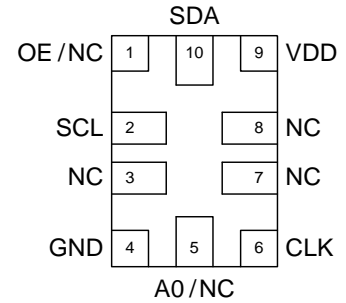 SDA
OE/NC 1 10 9 VDD
SCL 2 8 NC
NC 3 7 NC
GND 4 5 6 CLK
A0/NC